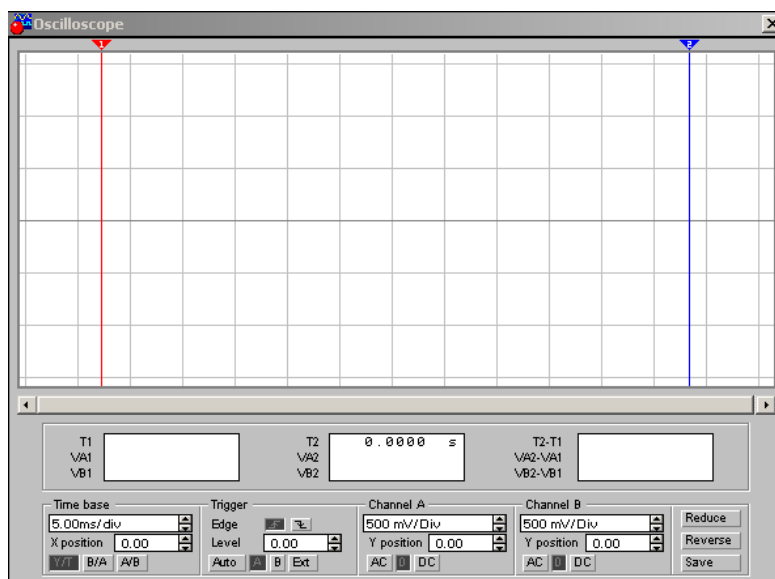 Oscilloscope
1 2
T1 T2 0.0000 s T2-T1
VA1 VA2 VA2-VA1
VB1 VB2 VB2-VB1
Time base Trigger Channel A Channel B
5.00ms/div Edge 500 mV/Div 500 mV/Div Reduce
X position 0.00 Level 0.00 Y position 0.00 Y position 0.00 Reverse
Y/T B/A A/B Auto A B Ext AC 0 DC AC 0 DC Save